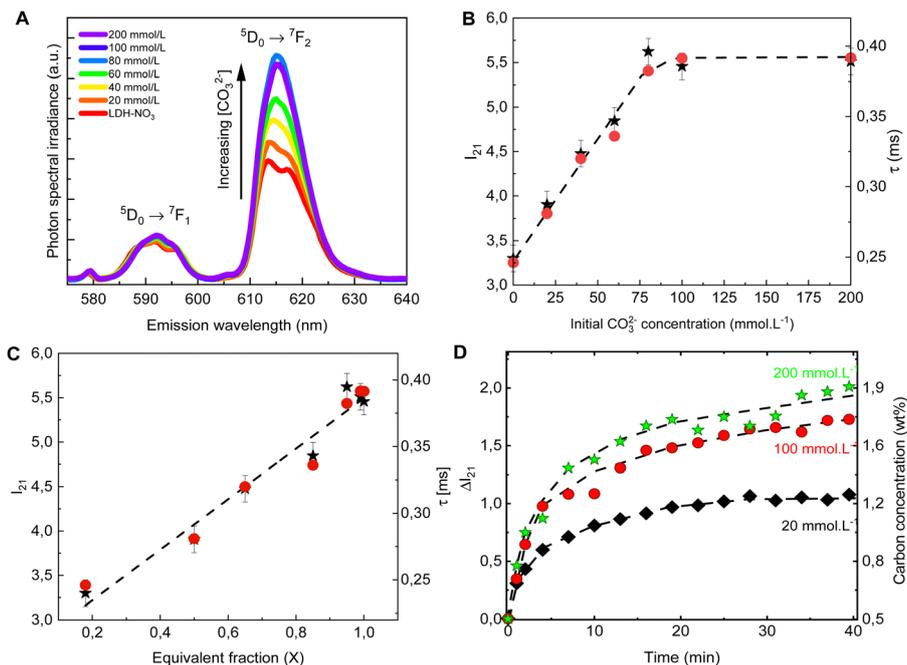 A
200 mmol/L
100 mmol/L
80 mmol/L
60 mmol/L
40 mmol/L
20 mmol/L
LDH-NO₃
⁵D₀ → ⁷F₂
⁵D₀ → ⁷F₁
Increasing [CO₃²⁻]
Photon spectral irradiance (a.u.)
580 590 600 610 620 630 640
Emission wavelength (nm)
B
6,0
5,5
5,0
4,5
4,0
3,5
3,0
I₂₁
0,40
0,35
0,30
0,25
τ (ms)
0 25 50 75 100 200
Initial CO₃²⁻ concentration (mmol.L⁻¹)
C
6,0
5,5
5,0
4,5
4,0
3,5
3,0
I₂₁
0,40
0,35
0,30
0,25
τ [ms]
0,2 0,4 0,6 0,8 1,0
Equivalent fraction (X)
D
2,0
1,5
1,0
0,5
0,0
ΔI₂₁
200 mmol.L⁻¹
100 mmol.L⁻¹
20 mmol.L⁻¹
1,9
1,6
1,2
0,8
0,5
Carbon concentration (wt%)
0 10 20 30 40
Time (min)